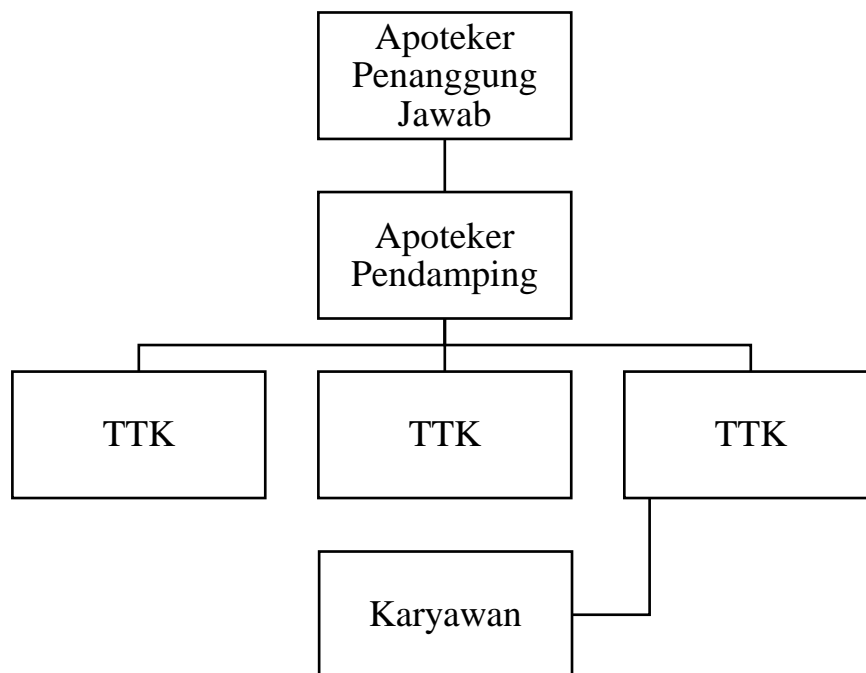 Apoteker
Penanggung
Jawab
Apoteker
Pendamping
TTK
TTK
TTK
Karyawan